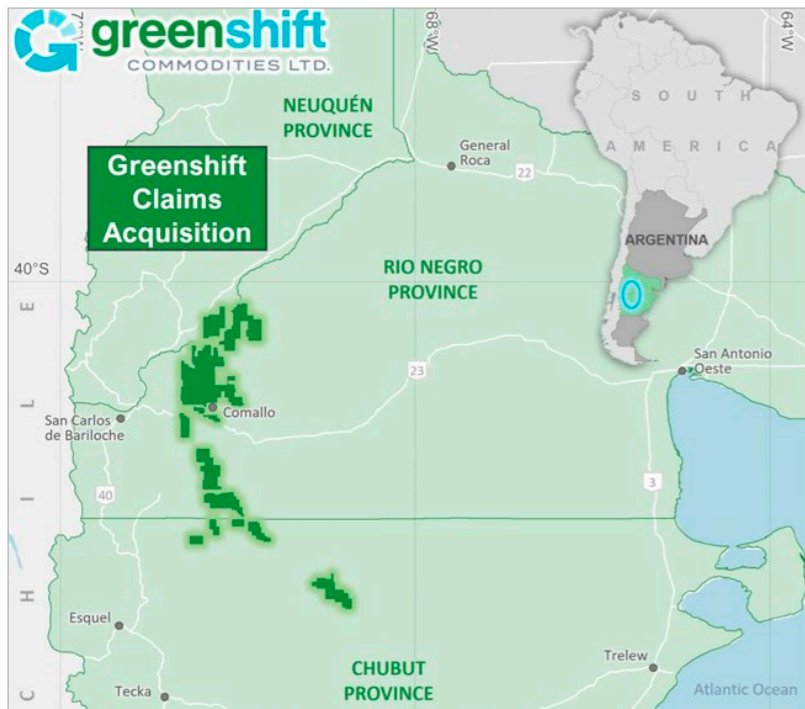 greenshift
COMMODITIES LTD.
68°W
64°W
NEUQUÉN
PROVINCE
General
Roca
22
SOUTH
AMERICA
Greenshift
Claims
Acquisition
ARGENTINA
40°S
RIO NEGRO
PROVINCE
San Antonio
Oeste
23
Comallo
San Carlos
de Bariloche
40
3
CHILE
Esquel
Trelew
CHUBUT
PROVINCE
Tecka
Atlantic Ocean